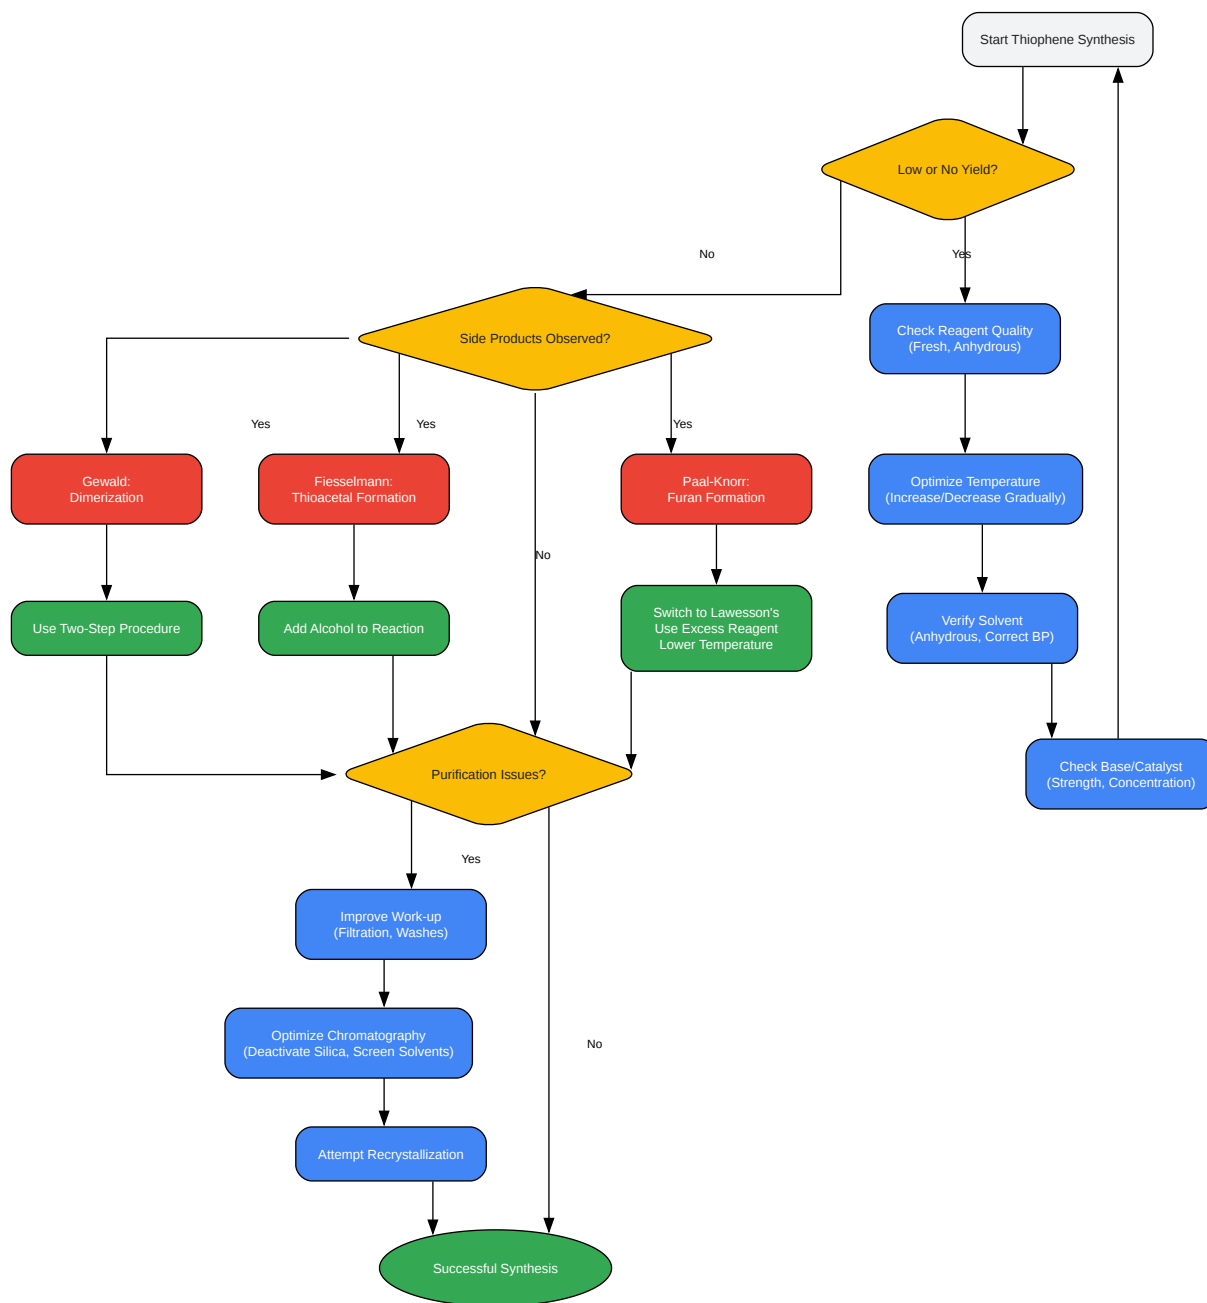 Start Thiophene Synthesis
Low or No Yield?
No
Yes
Check Reagent Quality
(Fresh, Anhydrous)
Side Products Observed?
Yes
Yes
Yes
Gewald:
Dimerization
Fiesselmann:
Thioacetal Formation
Paal-Knorr:
Furan Formation
Optimize Temperature
(Increase/Decrease Gradually)
No
Use Two-Step Procedure
Add Alcohol to Reaction
Switch to Lawesson's
Use Excess Reagent
Lower Temperature
Verify Solvent
(Anhydrous, Correct BP)
Purification Issues?
Check Base/Catalyst
(Strength, Concentration)
Yes
Improve Work-up
(Filtration, Washes)
Optimize Chromatography
(Deactivate Silica, Screen Solvents)
No
Attempt Recrystallization
Successful Synthesis